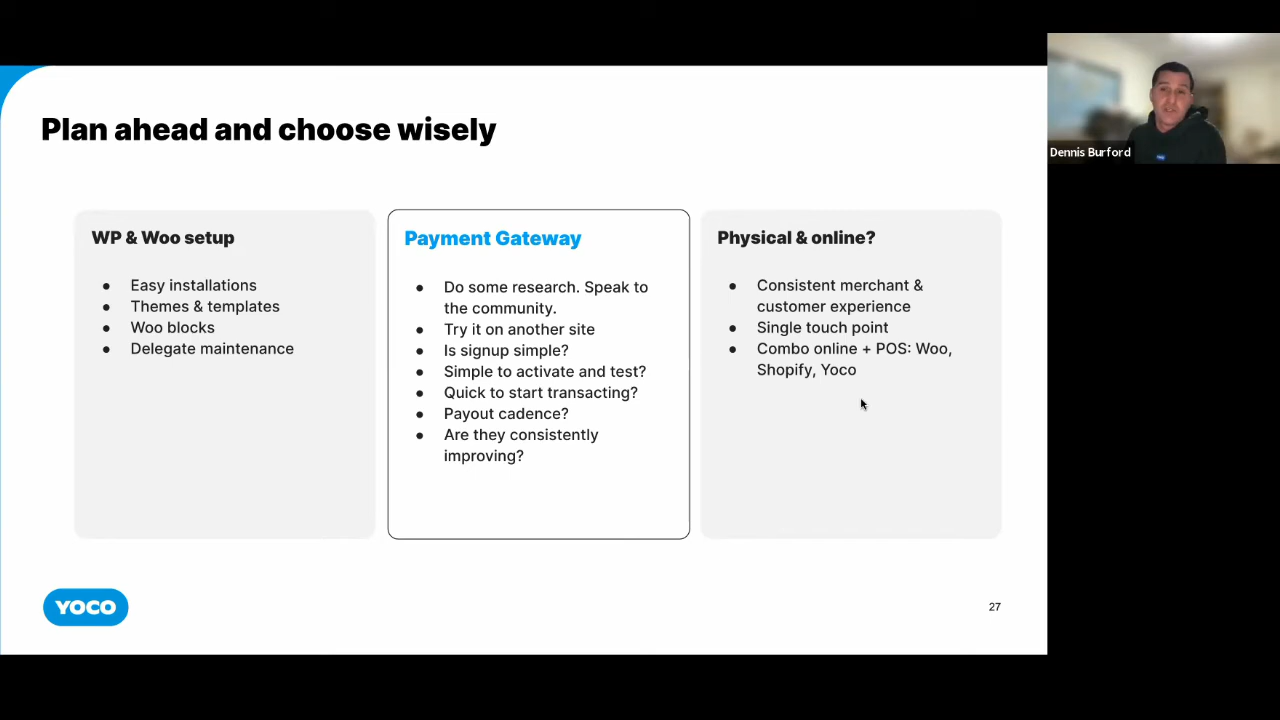 Plan ahead and choose wisely
Dennis Burford
WP & Woo setup
● Easy installations
● Themes & templates
● Woo blocks
● Delegate maintenance
Payment Gateway
● Do some research. Speak to
the community.
● Try it on another site
● Is signup simple?
● Simple to activate and test?
● Quick to start transacting?
● Payout cadence?
● Are they consistently
improving?
Physical & online?
● Consistent merchant &
customer experience
● Single touch point
● Combo online + POS: Woo,
Shopify, Yoco
YOCO
27